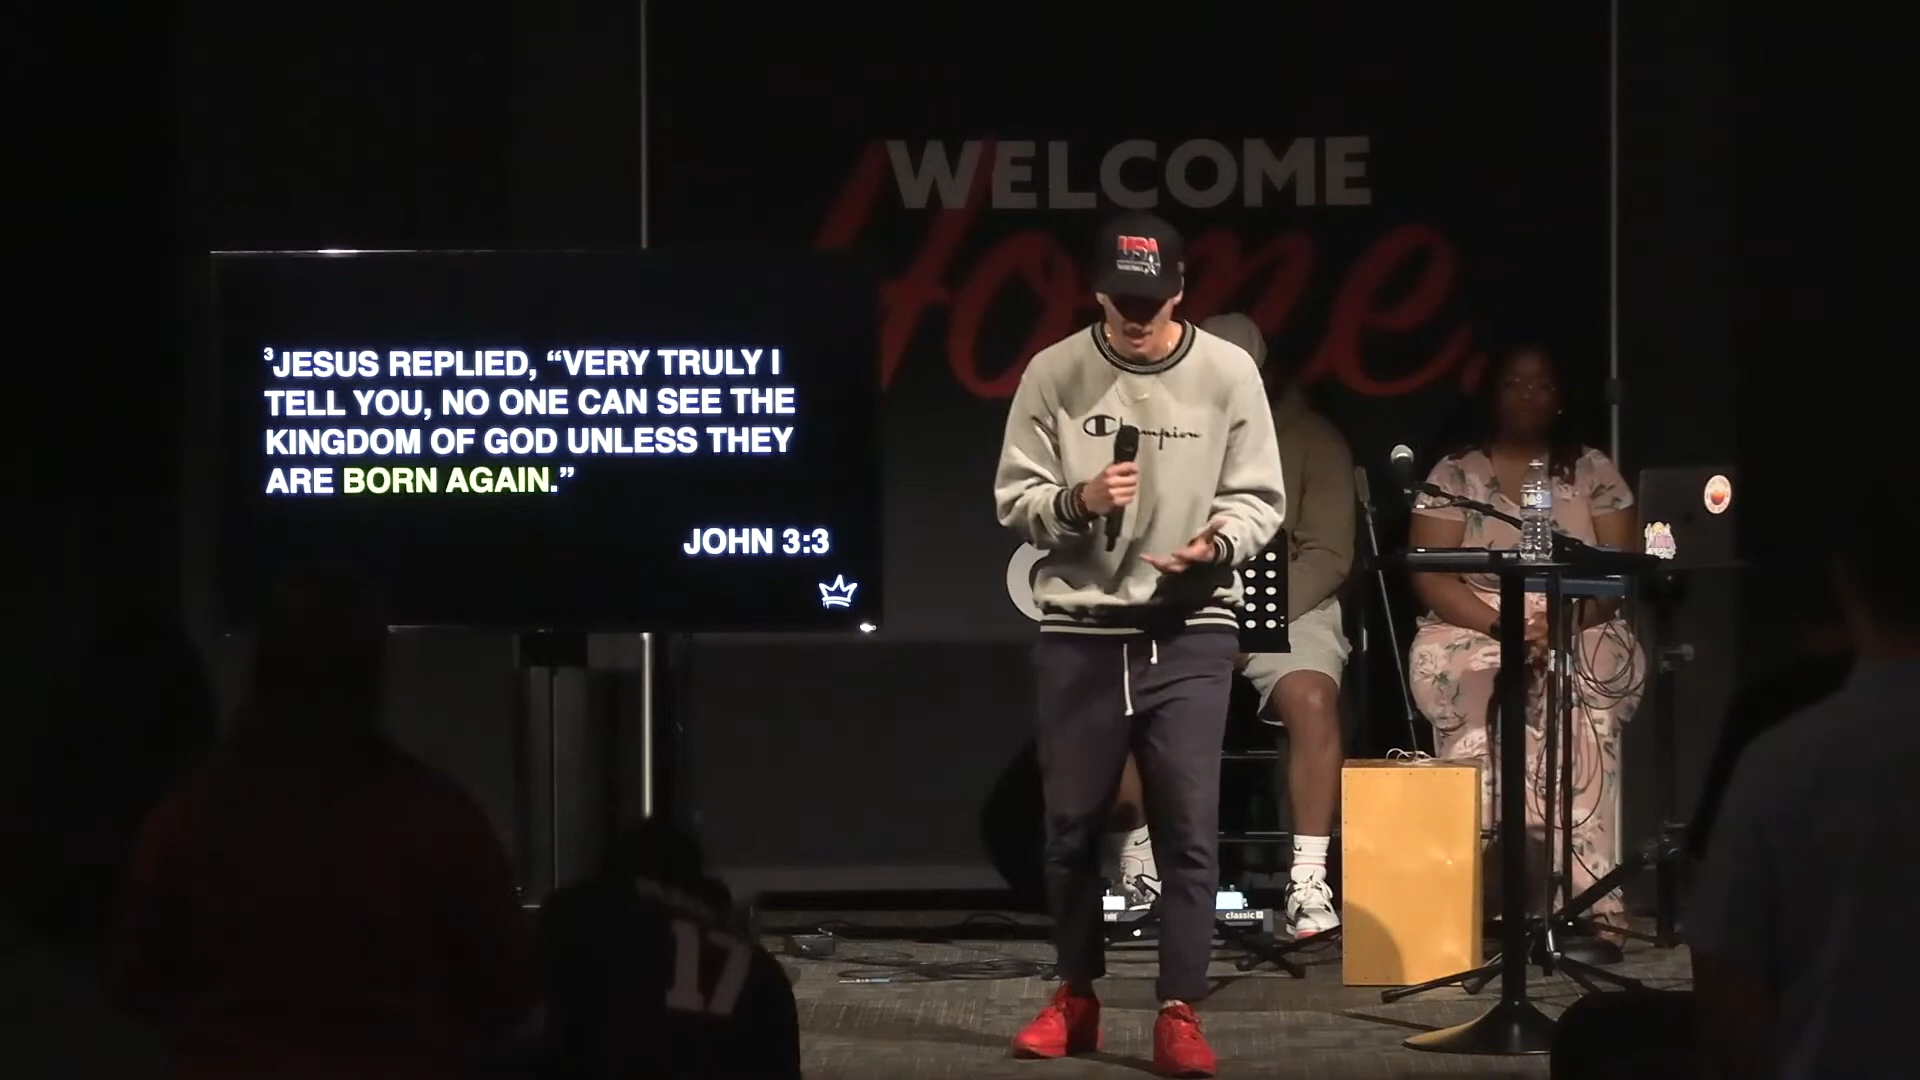 WELCOME
Home.
USA
³JESUS REPLIED, “VERY TRULY I
TELL YOU, NO ONE CAN SEE THE
KINGDOM OF GOD UNLESS THEY
ARE BORN AGAIN.”
JOHN 3:3
Champion
17
classic